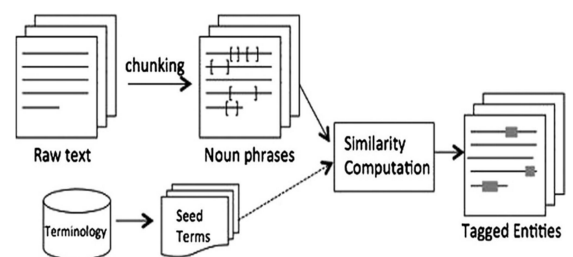 chunking
Raw text
Noun phrases
Similarity
Computation
Terminology
Seed
Terms
Tagged Entities